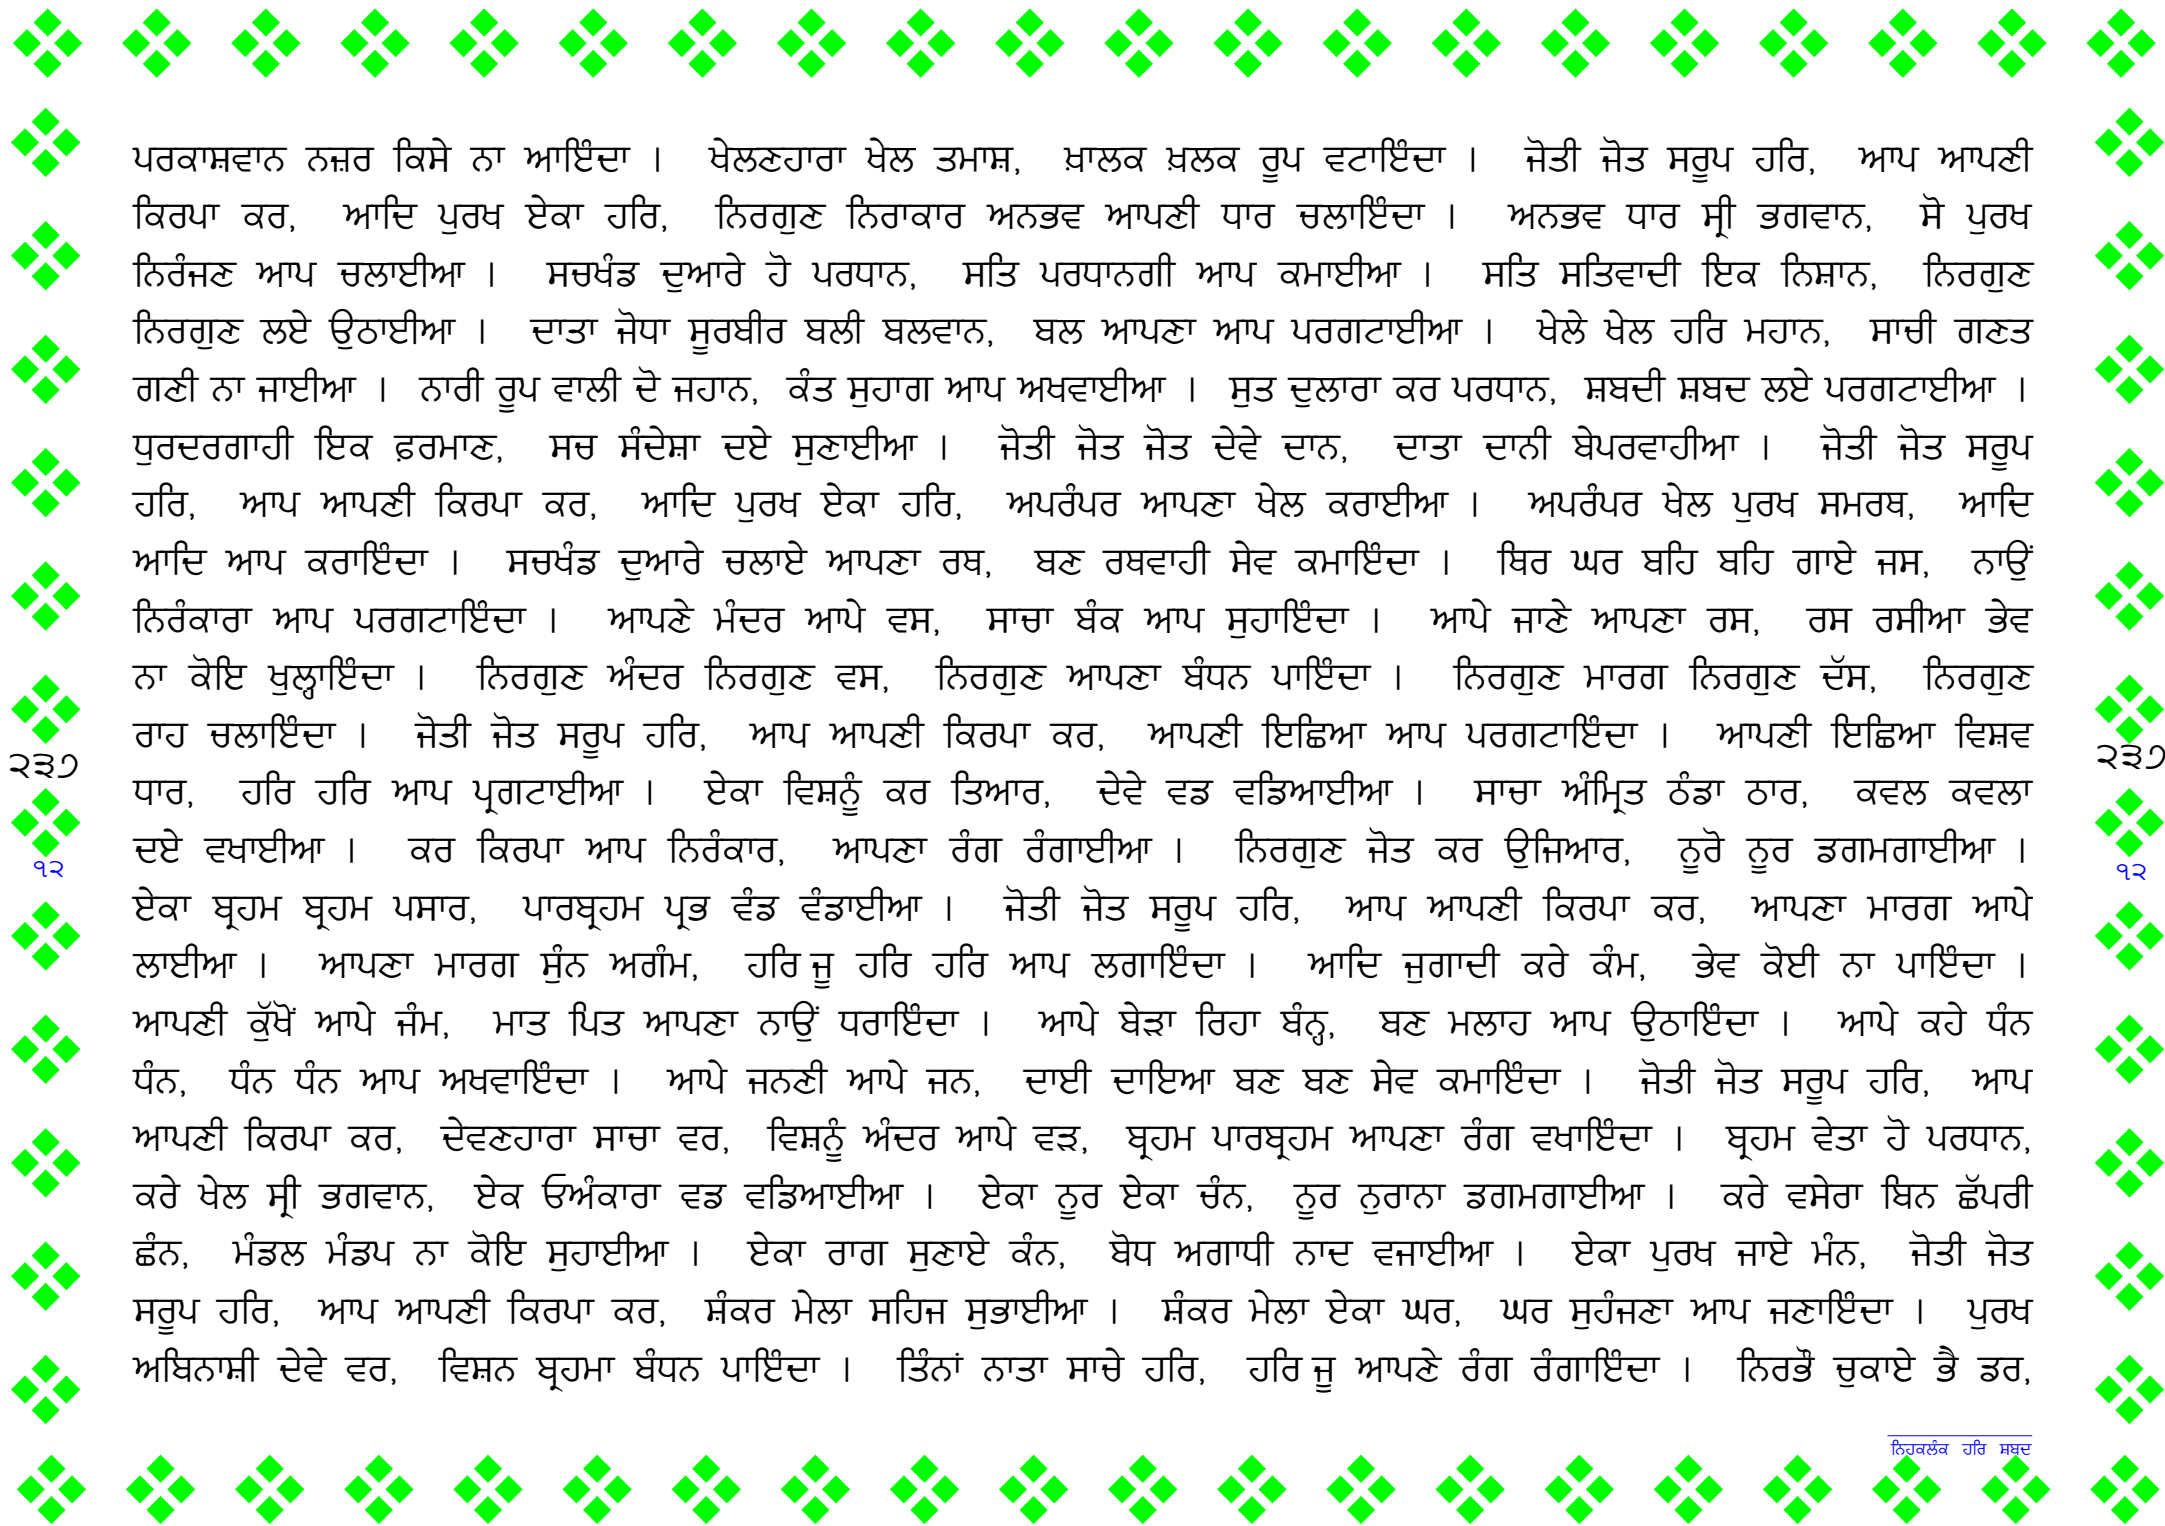 ਪਰਕਾਸ਼ਵਾਨ ਨਜ਼ਰ ਕਿਸੇ ਨਾ ਆਇੰਦਾ । ਖੇਲਣਹਾਰਾ ਖੇਲ ਤਮਾਸ਼, ਖ਼ਾਲਕ ਖ਼ਲਕ ਰੂਪ ਵਟਾਇੰਦਾ । ਜੋਤੀ ਜੋਤ ਸਰੂਪ ਹਰਿ, ਆਪ ਆਪਣੀ
ਕਿਰਪਾ ਕਰ, ਆਦਿ ਪੁਰਖ ਏਕਾ ਹਰਿ, ਨਿਰਗੁਣ ਨਿਰਾਕਾਰ ਅਨਭਵ ਆਪਣੀ ਧਾਰ ਚਲਾਇੰਦਾ । ਅਨਭਵ ਧਾਰ ਸ੍ਰੀ ਭਗਵਾਨ, ਸੋ ਪੁਰਖ
ਨਿਰੰਜਣ ਆਪ ਚਲਾਈਆ । ਸਚਖੰਡ ਦੁਆਰੇ ਹੋ ਪਰਧਾਨ, ਸਤਿ ਪਰਧਾਨਗੀ ਆਪ ਕਮਾਈਆ । ਸਤਿ ਸਤਿਵਾਦੀ ਇਕ ਨਿਸ਼ਾਨ, ਨਿਰਗੁਣ
ਨਿਰਗੁਣ ਲਏ ਉਠਾਈਆ । ਦਾਤਾ ਜੋਧਾ ਸੂਰਬੀਰ ਬਲੀ ਬਲਵਾਨ, ਬਲ ਆਪਣਾ ਆਪ ਪਰਗਟਾਈਆ । ਖੇਲੇ ਖੇਲ ਹਰਿ ਮਹਾਨ, ਸਾਚੀ ਗਣਤ
ਗਣੀ ਨਾ ਜਾਈਆ । ਨਾਰੀ ਰੂਪ ਵਾਲੀ ਦੋ ਜਹਾਨ, ਕੰਤ ਸੁਹਾਗ ਆਪ ਅਖਵਾਈਆ । ਸੁਤ ਦੁਲਾਰਾ ਕਰ ਪਰਧਾਨ, ਸ਼ਬਦੀ ਸ਼ਬਦ ਲਏ ਪਰਗਟਾਈਆ ।
ਧੁਰਦਰਗਾਹੀ ਇਕ ਫ਼ਰਮਾਣ, ਸਚ ਸੰਦੇਸ਼ਾ ਦਏ ਸੁਣਾਈਆ । ਜੋਤੀ ਜੋਤ ਜੋਤ ਦੇਵੇ ਦਾਨ, ਦਾਤਾ ਦਾਨੀ ਬੇਪਰਵਾਹੀਆ । ਜੋਤੀ ਜੋਤ ਸਰੂਪ
ਹਰਿ, ਆਪ ਆਪਣੀ ਕਿਰਪਾ ਕਰ, ਆਦਿ ਪੁਰਖ ਏਕਾ ਹਰਿ, ਅਪਰੰਪਰ ਆਪਣਾ ਖੇਲ ਕਰਾਈਆ । ਅਪਰੰਪਰ ਖੇਲ ਪੁਰਖ ਸਮਰਥ, ਆਦਿ
ਆਦਿ ਆਪ ਕਰਾਇੰਦਾ । ਸਚਖੰਡ ਦੁਆਰੇ ਚਲਾਏ ਆਪਣਾ ਰਥ, ਬਣ ਰਥਵਾਹੀ ਸੇਵ ਕਮਾਇੰਦਾ । ਥਿਰ ਘਰ ਬਹਿ ਬਹਿ ਗਾਏ ਜਸ, ਨਾਉਂ
ਨਿਰੰਕਾਰਾ ਆਪ ਪਰਗਟਾਇੰਦਾ । ਆਪਣੇ ਮੰਦਰ ਆਪੇ ਵਸ, ਸਾਚਾ ਬੰਕ ਆਪ ਸੁਹਾਇੰਦਾ । ਆਪੇ ਜਾਣੇ ਆਪਣਾ ਰਸ, ਰਸ ਰਸੀਆ ਭੇਵ
ਨਾ ਕੋਇ ਖੁਲ੍ਹਾਇੰਦਾ । ਨਿਰਗੁਣ ਅੰਦਰ ਨਿਰਗੁਣ ਵਸ, ਨਿਰਗੁਣ ਆਪਣਾ ਬੰਧਨ ਪਾਇੰਦਾ । ਨਿਰਗੁਣ ਮਾਰਗ ਨਿਰਗੁਣ ਦੱਸ, ਨਿਰਗੁਣ
ਰਾਹ ਚਲਾਇੰਦਾ । ਜੋਤੀ ਜੋਤ ਸਰੂਪ ਹਰਿ, ਆਪ ਆਪਣੀ ਕਿਰਪਾ ਕਰ, ਆਪਣੀ ਇਛਿਆ ਆਪ ਪਰਗਟਾਇੰਦਾ । ਆਪਣੀ ਇਛਿਆ ਵਿਸ਼ਵ
੨੩੭ ੨੩੭
ਧਾਰ, ਹਰਿ ਹਰਿ ਆਪ ਪ੍ਰਗਟਾਈਆ । ਏਕਾ ਵਿਸ਼ਨੂੰ ਕਰ ਤਿਆਰ, ਦੇਵੇ ਵਡ ਵਡਿਆਈਆ । ਸਾਚਾ ਅੰਮ੍ਰਿਤ ਠੰਡਾ ਠਾਰ, ਕਵਲ ਕਵਲਾ
ਦਏ ਵਖਾਈਆ । ਕਰ ਕਿਰਪਾ ਆਪ ਨਿਰੰਕਾਰ, ਆਪਣਾ ਰੰਗ ਰੰਗਾਈਆ । ਨਿਰਗੁਣ ਜੋਤ ਕਰ ਉਜਿਆਰ, ਨੂਰੋ ਨੂਰ ਡਗਮਗਾਈਆ ।
੧੨ ੧੨
ਏਕਾ ਬ੍ਰਹਮ ਬ੍ਰਹਮ ਪਸਾਰ, ਪਾਰਬ੍ਰਹਮ ਪ੍ਰਭ ਵੰਡ ਵੰਡਾਈਆ । ਜੋਤੀ ਜੋਤ ਸਰੂਪ ਹਰਿ, ਆਪ ਆਪਣੀ ਕਿਰਪਾ ਕਰ, ਆਪਣਾ ਮਾਰਗ ਆਪੇ
ਲਾਈਆ । ਆਪਣਾ ਮਾਰਗ ਸੁੰਨ ਅਗੰਮ, ਹਰਿ ਜੂ ਹਰਿ ਹਰਿ ਆਪ ਲਗਾਇੰਦਾ । ਆਦਿ ਜੁਗਾਦੀ ਕਰੇ ਕੰਮ, ਭੇਵ ਕੋਈ ਨਾ ਪਾਇੰਦਾ ।
ਆਪਣੀ ਕੁੱਖੋਂ ਆਪੇ ਜੰਮ, ਮਾਤ ਪਿਤ ਆਪਣਾ ਨਾਉਂ ਧਰਾਇੰਦਾ । ਆਪੇ ਬੇੜਾ ਰਿਹਾ ਬੰਨ੍ਹ, ਬਣ ਮਲਾਹ ਆਪ ਉਠਾਇੰਦਾ । ਆਪੇ ਕਹੇ ਧੰਨ
ਧੰਨ, ਧੰਨ ਧੰਨ ਆਪ ਅਖਵਾਇੰਦਾ । ਆਪੇ ਜਨਣੀ ਆਪੇ ਜਨ, ਦਾਈ ਦਾਇਆ ਬਣ ਬਣ ਸੇਵ ਕਮਾਇੰਦਾ । ਜੋਤੀ ਜੋਤ ਸਰੂਪ ਹਰਿ, ਆਪ
ਆਪਣੀ ਕਿਰਪਾ ਕਰ, ਦੇਵਣਹਾਰਾ ਸਾਚਾ ਵਰ, ਵਿਸ਼ਨੂੰ ਅੰਦਰ ਆਪੇ ਵੜ, ਬ੍ਰਹਮ ਪਾਰਬ੍ਰਹਮ ਆਪਣਾ ਰੰਗ ਵਖਾਇੰਦਾ । ਬ੍ਰਹਮ ਵੇਤਾ ਹੋ ਪਰਧਾਨ,
ਕਰੇ ਖੇਲ ਸ੍ਰੀ ਭਗਵਾਨ, ਏਕ ਓਅੰਕਾਰਾ ਵਡ ਵਡਿਆਈਆ । ਏਕਾ ਨੂਰ ਏਕਾ ਚੰਨ, ਨੂਰ ਨੁਰਾਨਾ ਡਗਮਗਾਈਆ । ਕਰੇ ਵਸੇਰਾ ਬਿਨ ਛੱਪਰੀ
ਛੰਨ, ਮੰਡਲ ਮੰਡਪ ਨਾ ਕੋਇ ਸੁਹਾਈਆ । ਏਕਾ ਰਾਗ ਸੁਣਾਏ ਕੰਨ, ਬੋਧ ਅਗਾਧੀ ਨਾਦ ਵਜਾਈਆ । ਏਕਾ ਪੁਰਖ ਜਾਏ ਮੰਨ, ਜੋਤੀ ਜੋਤ
ਸਰੂਪ ਹਰਿ, ਆਪ ਆਪਣੀ ਕਿਰਪਾ ਕਰ, ਸ਼ੰਕਰ ਮੇਲਾ ਸਹਿਜ ਸੁਭਾਈਆ । ਸ਼ੰਕਰ ਮੇਲਾ ਏਕਾ ਘਰ, ਘਰ ਸੁਹੰਜਣਾ ਆਪ ਜਣਾਇੰਦਾ । ਪੁਰਖ
ਅਬਿਨਾਸ਼ੀ ਦੇਵੇ ਵਰ, ਵਿਸ਼ਨ ਬ੍ਰਹਮਾ ਬੰਧਨ ਪਾਇੰਦਾ । ਤਿੰਨਾਂ ਨਾਤਾ ਸਾਚੇ ਹਰਿ, ਹਰਿ ਜੂ ਆਪਣੇ ਰੰਗ ਰੰਗਾਇੰਦਾ । ਨਿਰਭੌ ਚੁਕਾਏ ਭੈ ਡਰ,
ਨਿਹਕਲੰਕ ਹਰਿ ਸ਼ਬਦ